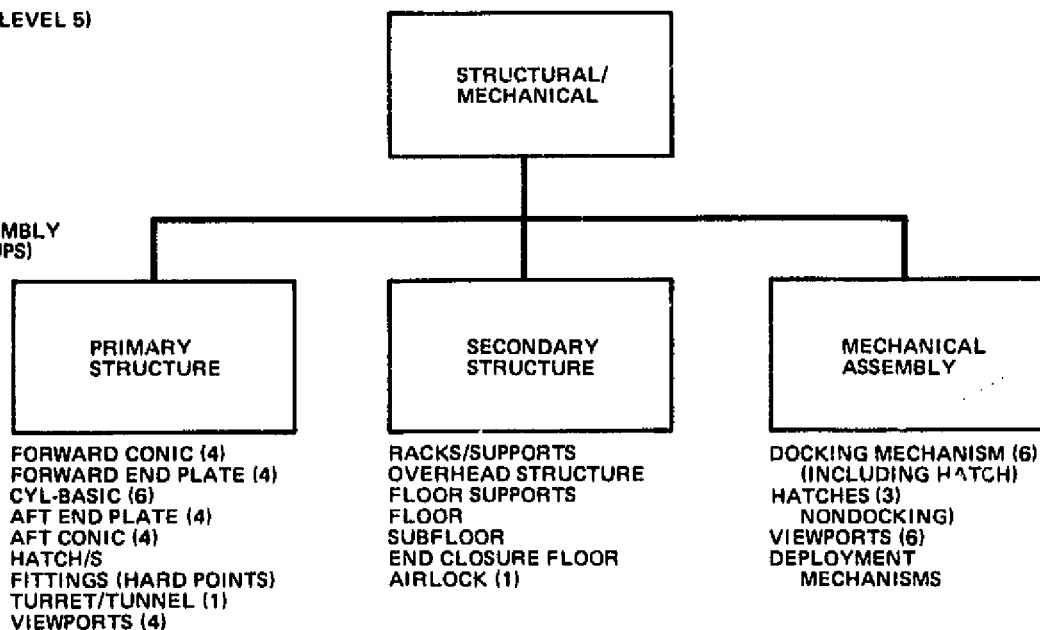 LEVEL 5)
STRUCTURAL/
MECHANICAL
MBLY
UPS)
PRIMARY
STRUCTURE
FORWARD CONIC (4)
FORWARD END PLATE (4)
CYL-BASIC (6)
AFT END PLATE (4)
AFT CONIC (4)
HATCH/S
FITTINGS (HARD POINTS)
TURRET/TUNNEL (1)
VIEWPORTS (4)
SECONDARY
STRUCTURE
RACKS/SUPPORTS
OVERHEAD STRUCTURE
FLOOR SUPPORTS
FLOOR
SUBFLOOR
END CLOSURE FLOOR
AIRLOCK (1)
MECHANICAL
ASSEMBLY
DOCKING MECHANISM (6)
(INCLUDING HATCH)
HATCHES (3)
NONDOCKING)
VIEWPORTS (6)
DEPLOYMENT
MECHANISMS